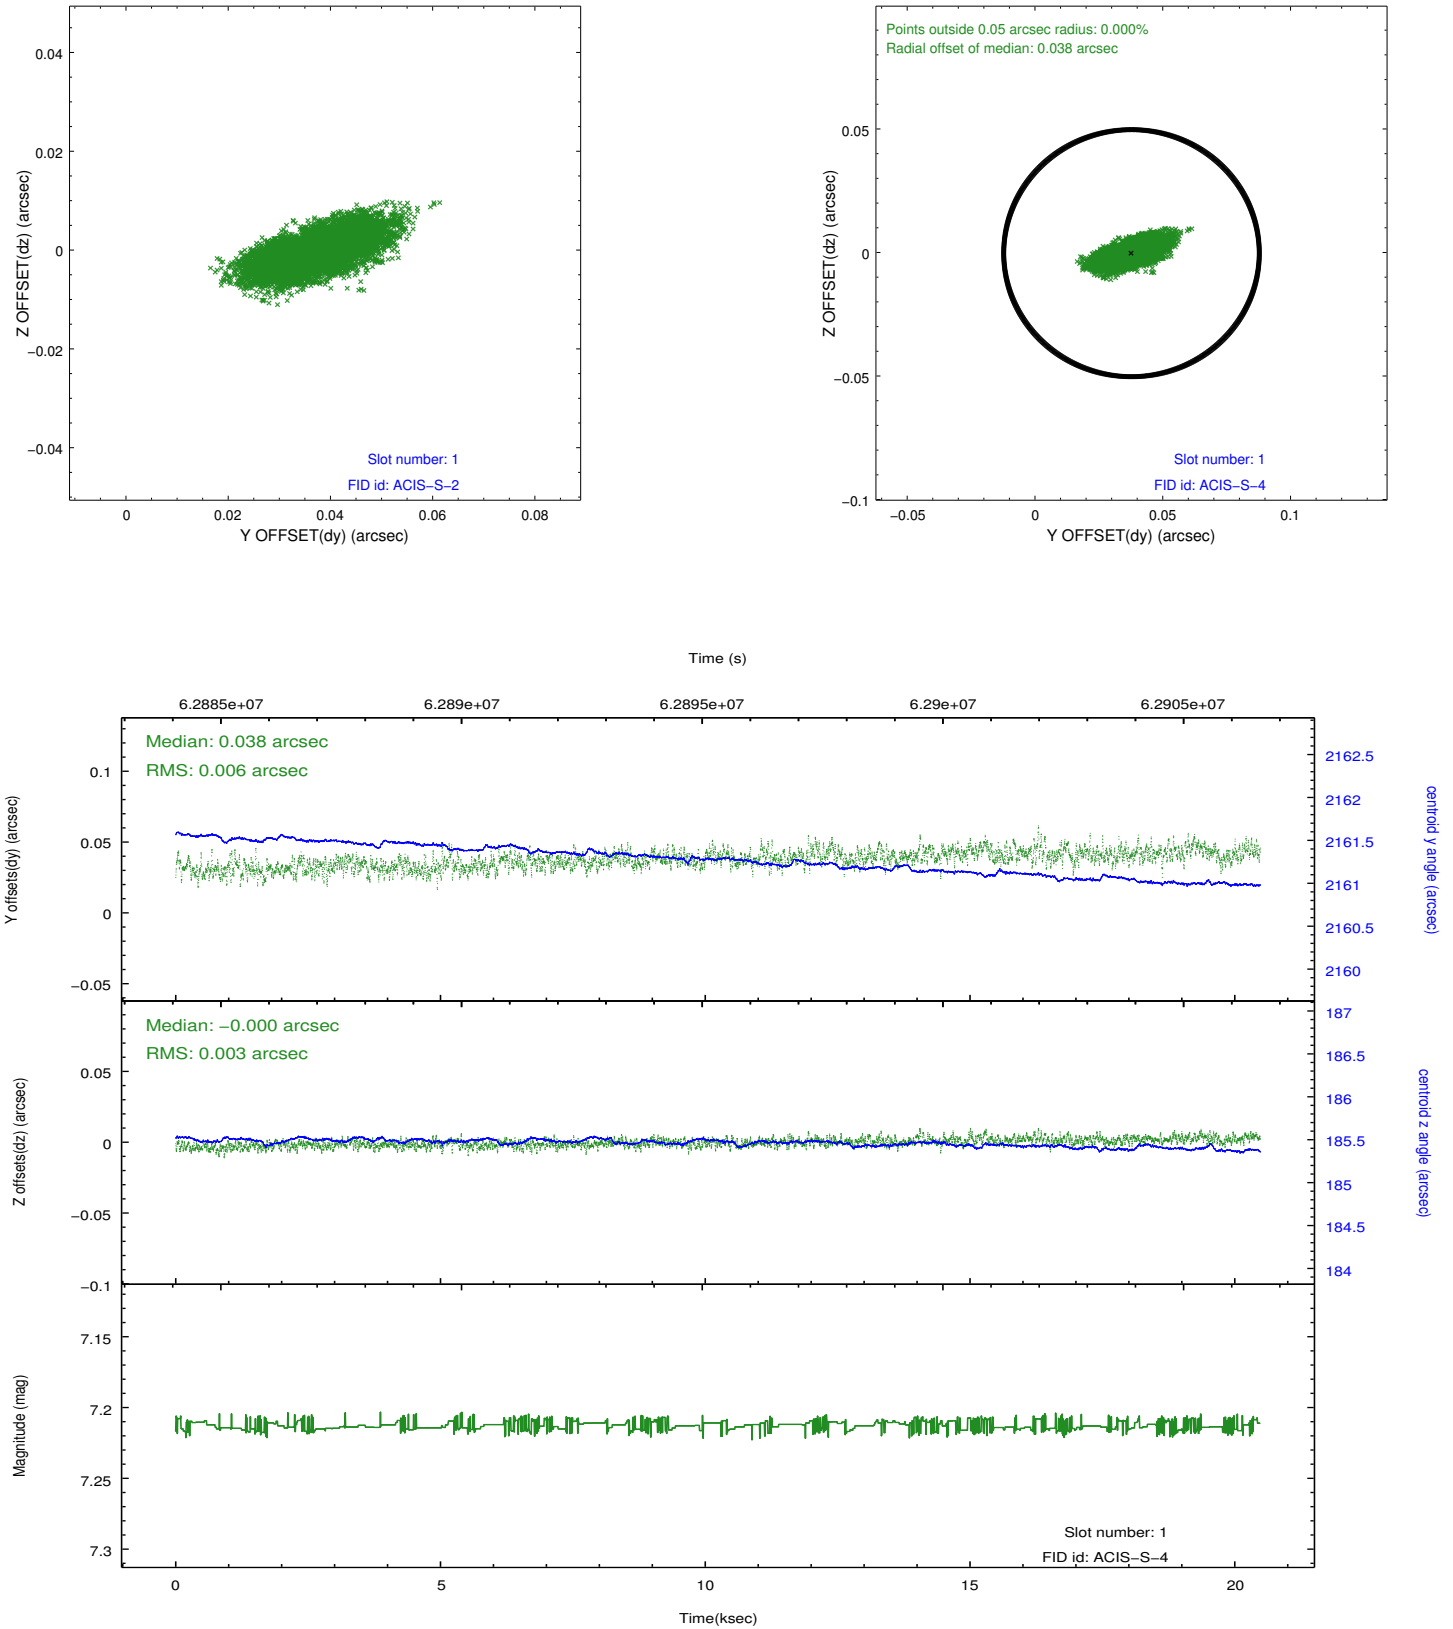 0.04
0.02
0
−0.02
−0.04
Z OFFSET(dz) (arcsec)
Slot number: 1
FID id: ACIS−S−2
0
0.02
0.04
0.06
0.08
Y OFFSET(dy) (arcsec)
Points outside 0.05 arcsec radius: 0.000%
Radial offset of median: 0.038 arcsec
0.05
0
−0.05
−0.1
Z OFFSET(dz) (arcsec)
Slot number: 1
FID id: ACIS−S−4
−0.05
0
0.05
0.1
Y OFFSET(dy) (arcsec)
Time (s)
6.2885e+07
6.289e+07
6.2895e+07
6.29e+07
6.2905e+07
Median: 0.038 arcsec
RMS: 0.006 arcsec
0.1
0.05
0
−0.05
Y offsets(dy) (arcsec)
2162.5
2162
2161.5
2161
2160.5
2160
centroid y angle (arcsec)
Median: −0.000 arcsec
RMS: 0.003 arcsec
0.05
0
−0.05
−0.1
Z offsets(dz) (arcsec)
187
186.5
186
185.5
185
184.5
184
centroid z angle (arcsec)
7.15
7.2
7.25
7.3
Magnitude (mag)
Slot number: 1
FID id: ACIS−S−4
0
5
10
15
20
Time(ksec)